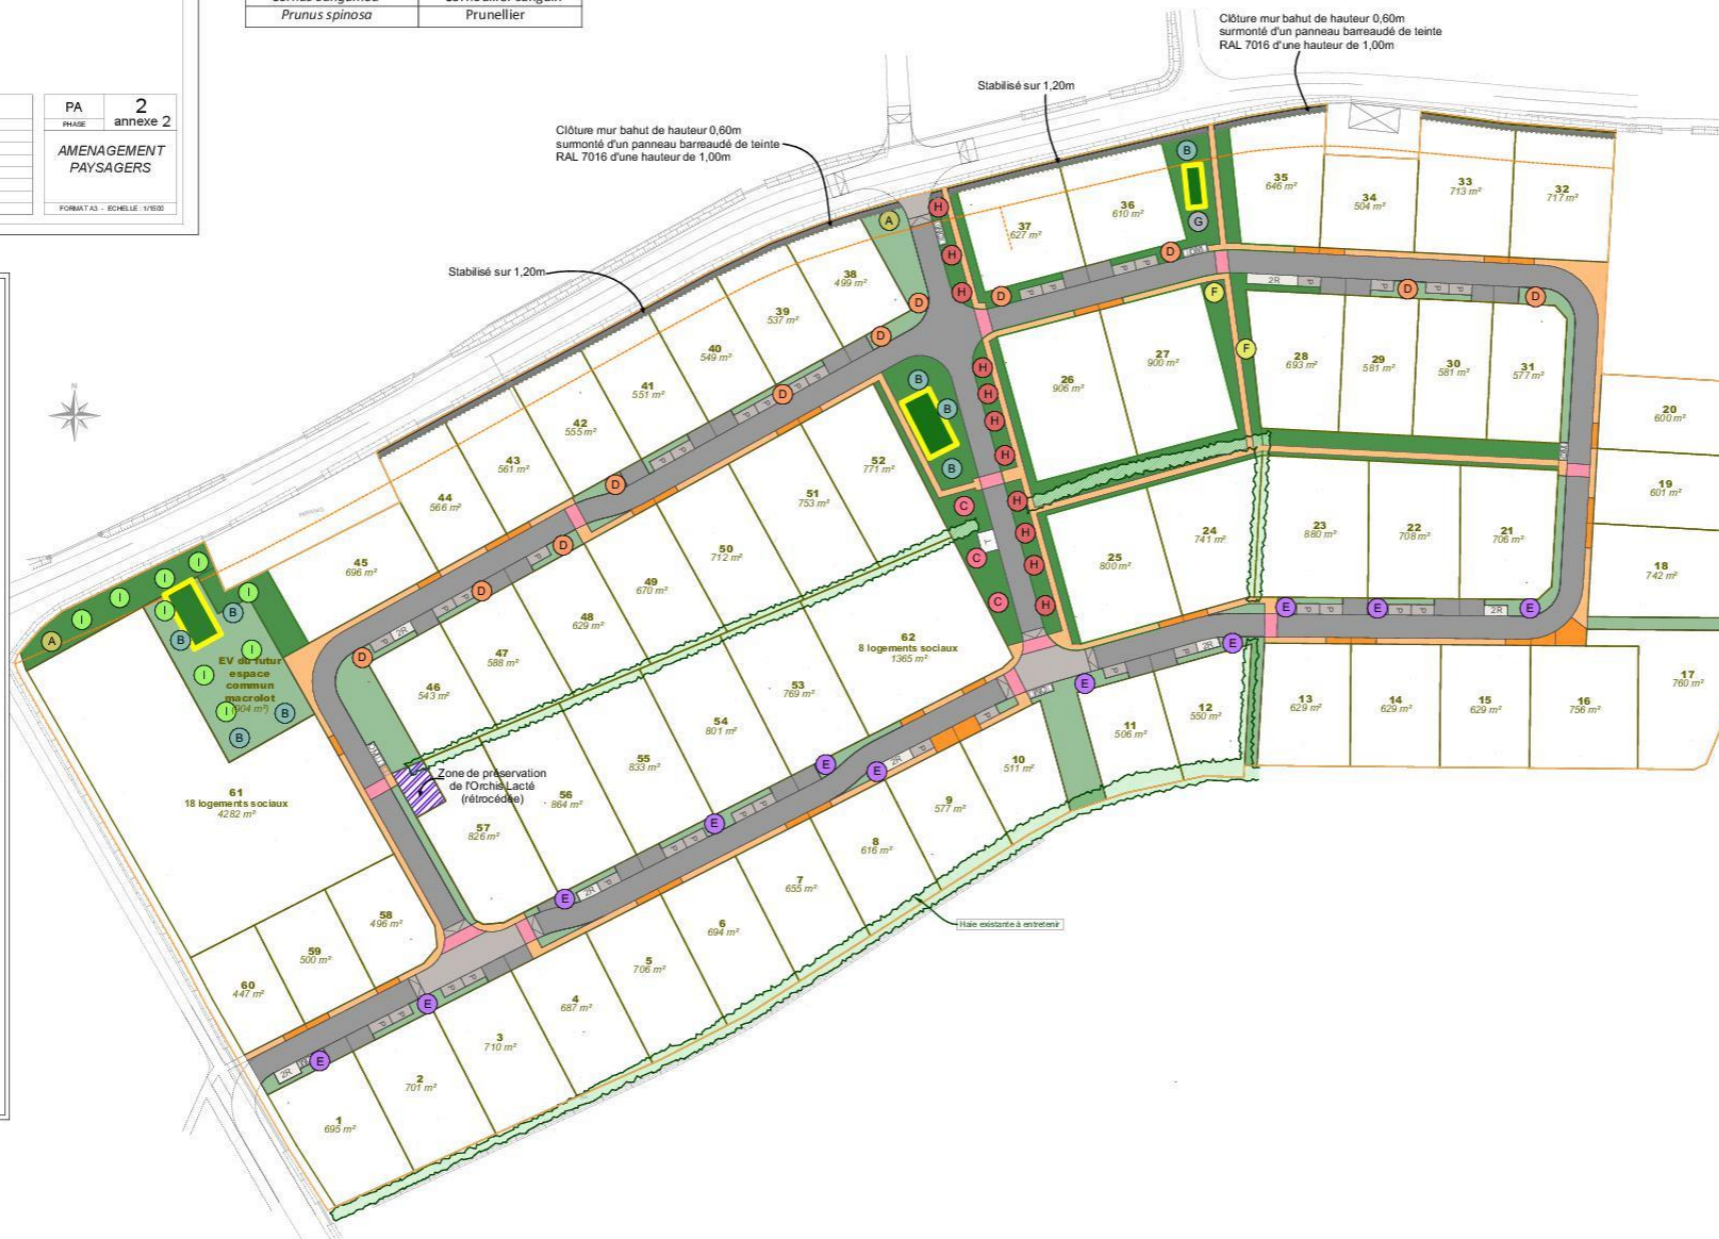 Prunus spinosa Prunellier
PA 2
PHASE annexe 2
AMENAGEMENT
PAYSAGERS
FORMAT A3 - ECHELLE : 1/1500
Clôture mur bahut de hauteur 0,60m
surmonté d'un panneau barreaudé de teinte
RAL 7016 d'une hauteur de 1,00m
Stabilisé sur 1,20m
Clôture mur bahut de hauteur 0,60m
surmonté d'un panneau barreaudé de teinte
RAL 7016 d'une hauteur de 1,00m
Stabilisé sur 1,20m
N
35
646 m²
34
504 m²
33
713 m²
32
717 m²
37
627 m²
36
610 m²
38
499 m²
39
537 m²
40
549 m²
41
551 m²
42
555 m²
43
561 m²
44
566 m²
45
696 m²
26
906 m²
27
900 m²
28
693 m²
29
581 m²
30
581 m²
31
577 m²
20
600 m²
19
601 m²
18
742 m²
17
760 m²
52
771 m²
51
753 m²
50
712 m²
49
670 m²
48
629 m²
47
588 m²
46
543 m²
25
800 m²
24
741 m²
23
880 m²
22
708 m²
21
706 m²
62
8 logements sociaux
1365 m²
53
769 m²
54
801 m²
55
833 m²
56
864 m²
57
826 m²
EV du futur
espace
commun
macrolot
(904 m²)
Zone de préservation
de l'Orchis Lacté
(rétrocédée)
61
18 logements sociaux
4282 m²
13
629 m²
14
629 m²
15
629 m²
16
756 m²
12
550 m²
11
506 m²
10
511 m²
9
577 m²
8
616 m²
7
655 m²
6
694 m²
5
706 m²
4
687 m²
3
710 m²
2
701 m²
1
695 m²
58
496 m²
59
500 m²
60
447 m²
Haie existante à entretenir